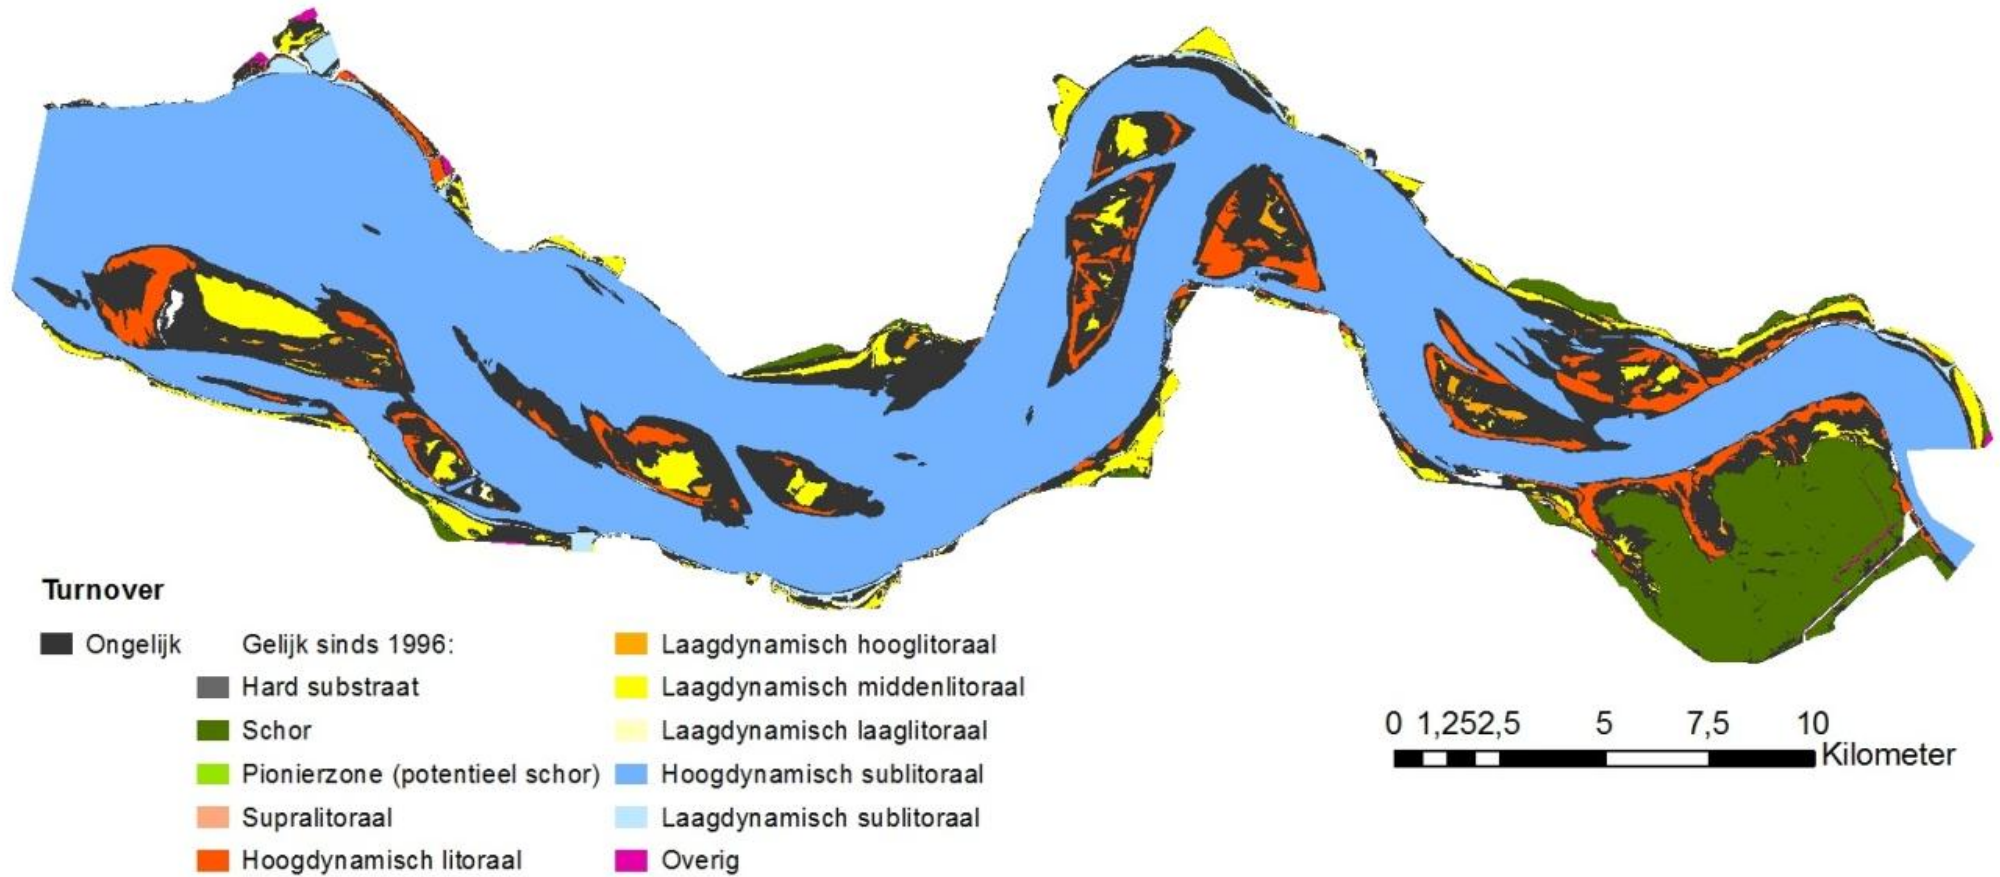 Turnover
Ongelijk
Gelijk sinds 1996:
Hard substraat
Schor
Pionierzone (potentieel schor)
Supralitoraal
Hoogdynamisch litoraal
Laagdynamisch hooglitoraal
Laagdynamisch middenlitoraal
Laagdynamisch laaglitoraal
Hoogdynamisch sublitoraal
Laagdynamisch sublitoraal
Overig
0 1,252,5 5 7,5 10
Kilometer